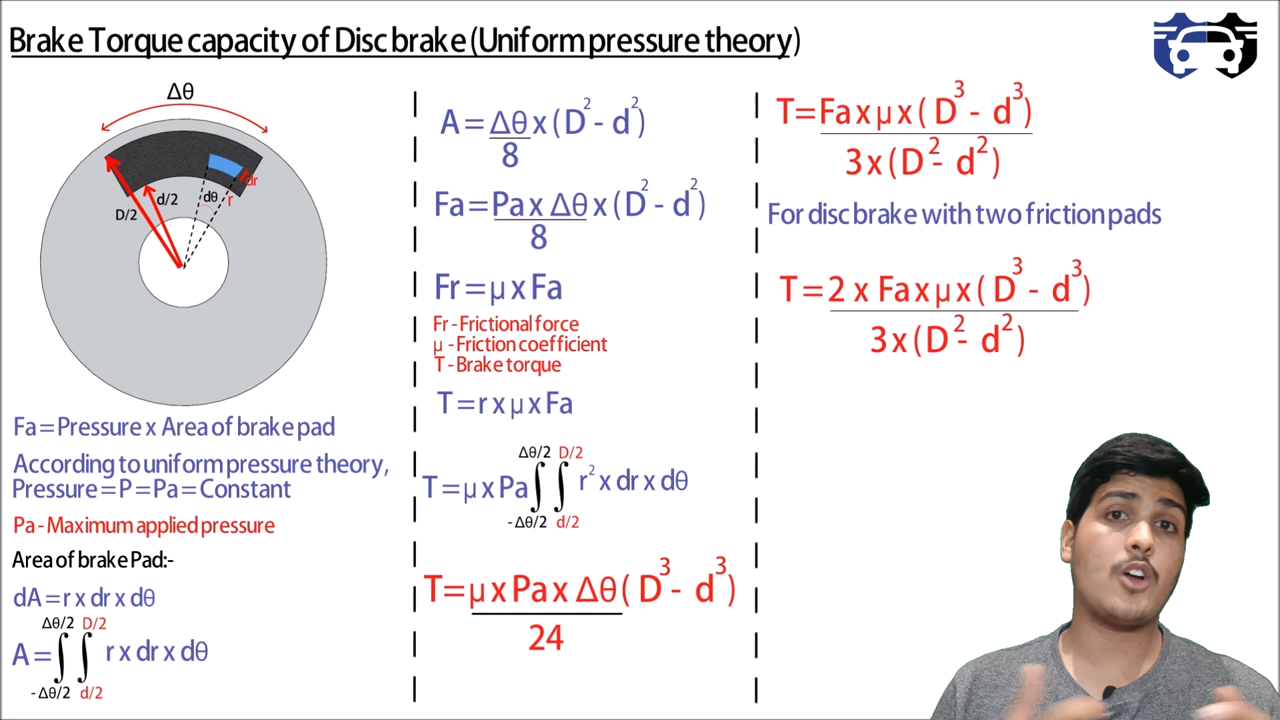 Brake Torque capacity of Disc brake (Uniform pressure theory)
Δθ
d/2
D/2
dθ
r
dr
Fa = Pressure x Area of brake pad
According to uniform pressure theory,
Pressure = P = Pa = Constant
Pa - Maximum applied pressure
Area of brake Pad:-
dA = r x dr x dθ
Δθ/2 D/2
A = ∫ ∫ r x dr x dθ
-Δθ/2 d/2
A = Δθ x (D² - d²)
8
Fa = Pa x Δθ x (D² - d²)
8
Fr = μ x Fa
Fr - Frictional force
μ - Friction coefficient
T - Brake torque
T = r x μ x Fa
Δθ/2 D/2
T = μ x Pa ∫ ∫ r² x dr x dθ
-Δθ/2 d/2
T = μ x Pa x Δθ (D³ - d³)
24
T = Fa x μ x (D³ - d³)
3 x (D² - d²)
For disc brake with two friction pads
T = 2 x Fa x μ x (D³ - d³)
3 x (D² - d²)